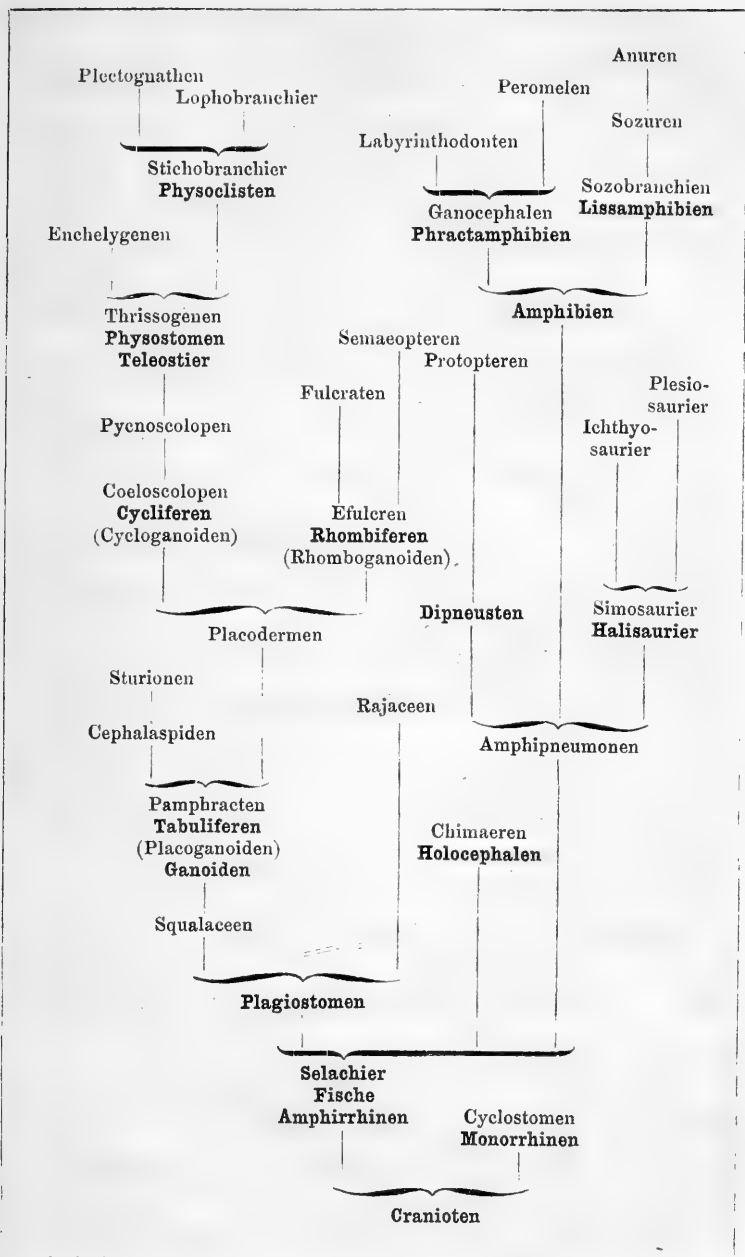 Anuren
Plectognathen
Lophobranchier
Peromelen
Sozuren
Labyrinthodonten
Stichobranchier
Physoclisten
Ganocephalen
Phractamphibien
Sozobranchien
Lissamphibien
Enchelygenen
Thrissogenen
Physostomen
Teleostier
Amphibien
Semaeopteren
Protopteren
Fulcraten
Plesio-
saurier
Ichthyo-
saurier
Pycnoscolopen
Coeloscolopen
Cycliferen
(Cycloganoiden)
Efulcren
Rhombiferen
(Rhomboganoiden)
Dipneusten
Simosaurier
Halisaurier
Placodermen
Sturionen
Rajaceen
Cephalaspiden
Amphipneumonen
Pamphracten
Tabuliferen
(Placoganoiden)
Ganoiden
Chimaeren
Holocephalen
Squalaceen
Plagiostomen
Selachier
Fische
Amphirrhinen
Cyclostomen
Monorrhinen
Cranioten